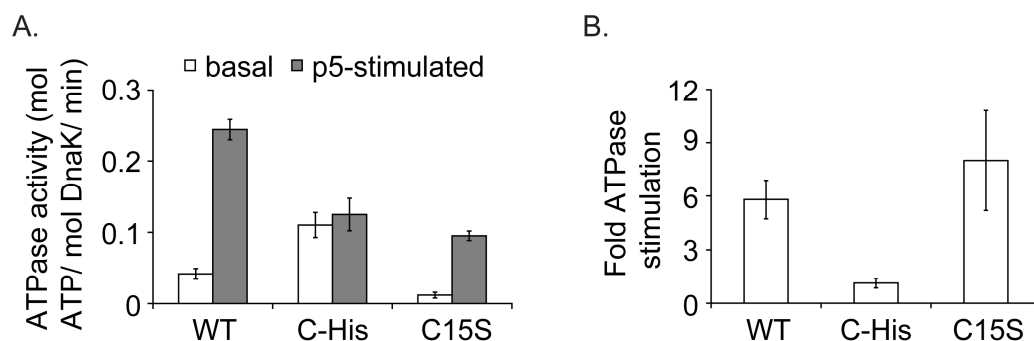 A.
basal p5-stimulated
ATPase activity (mol
ATP/ mol DnaK/ min)
0.3
0.2
0.1
0
WT C-His C15S
B.
Fold ATPase
stimulation
12
9
6
3
0
WT C-His C15S